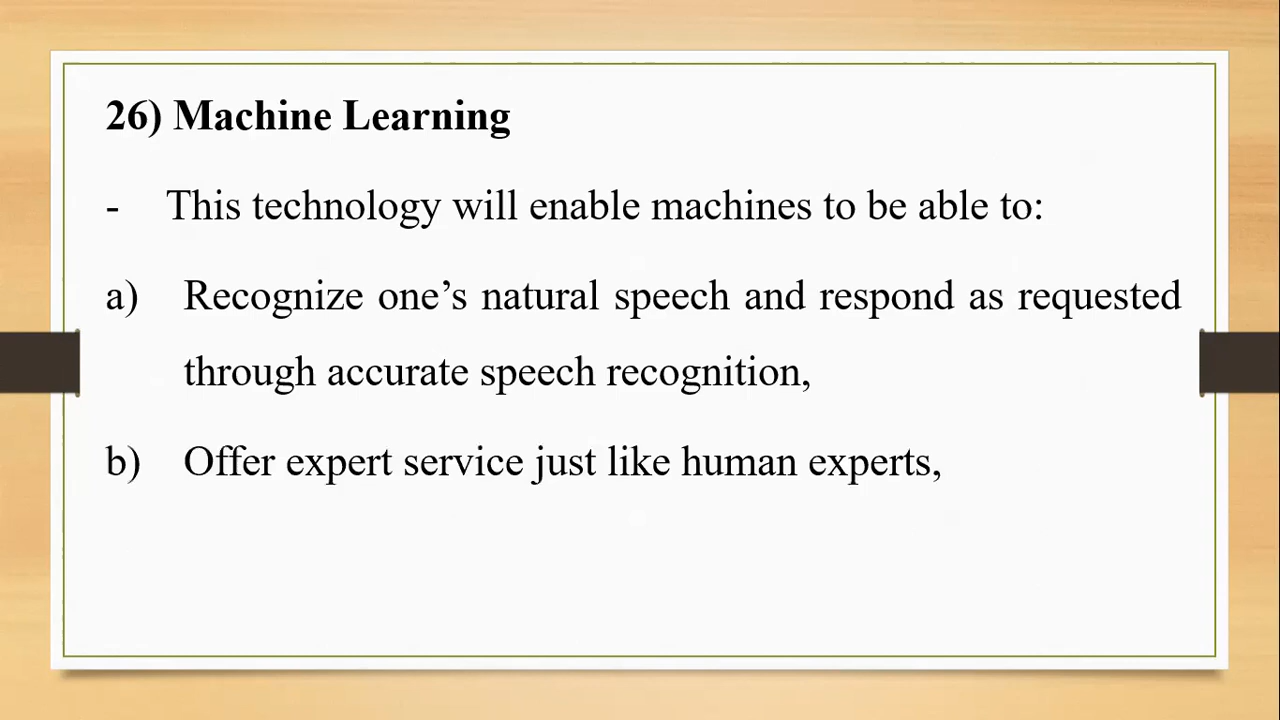 26) Machine Learning
- This technology will enable machines to be able to:
a) Recognize one’s natural speech and respond as requested
through accurate speech recognition,
b) Offer expert service just like human experts,